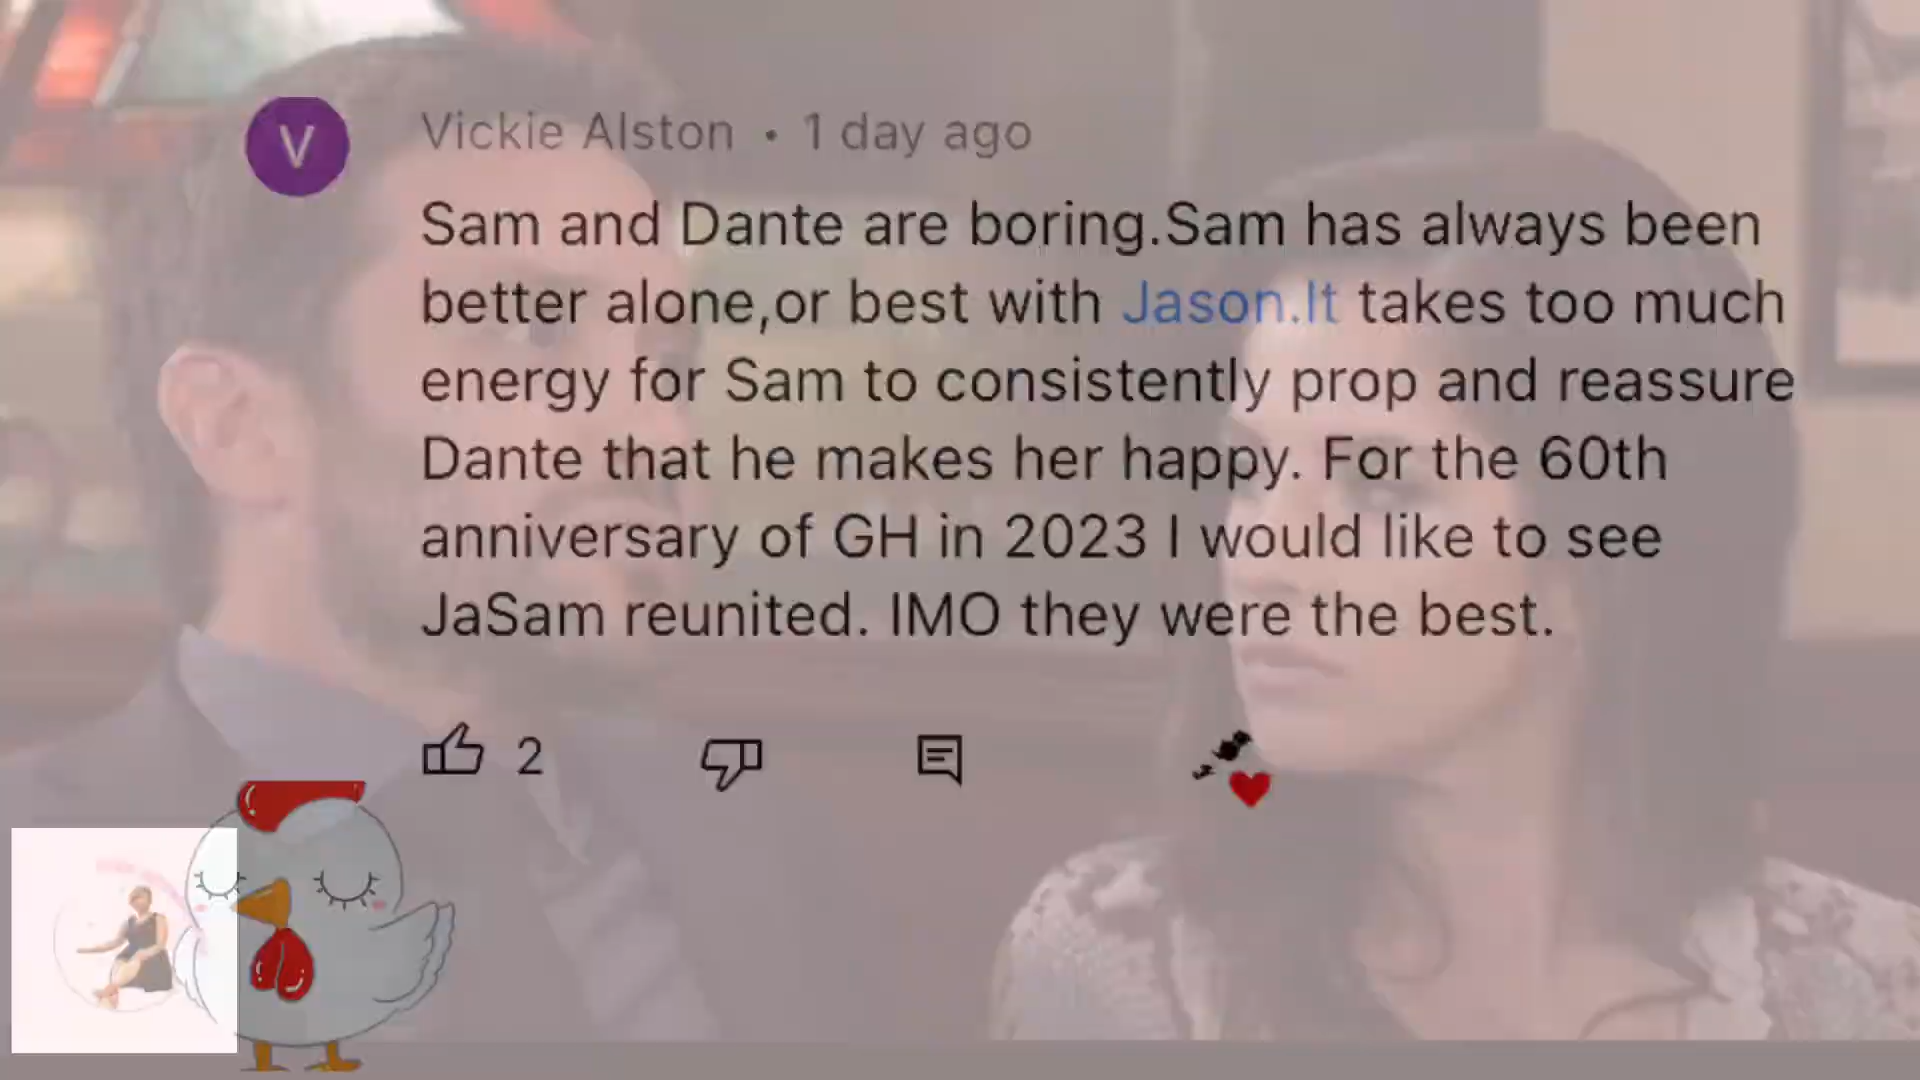 V
Vickie Alston • 1 day ago
Sam and Dante are boring.Sam has always been
better alone,or best with Jason.It takes too much
energy for Sam to consistently prop and reassure
Dante that he makes her happy. For the 60th
anniversary of GH in 2023 I would like to see
JaSam reunited. IMO they were the best.
2